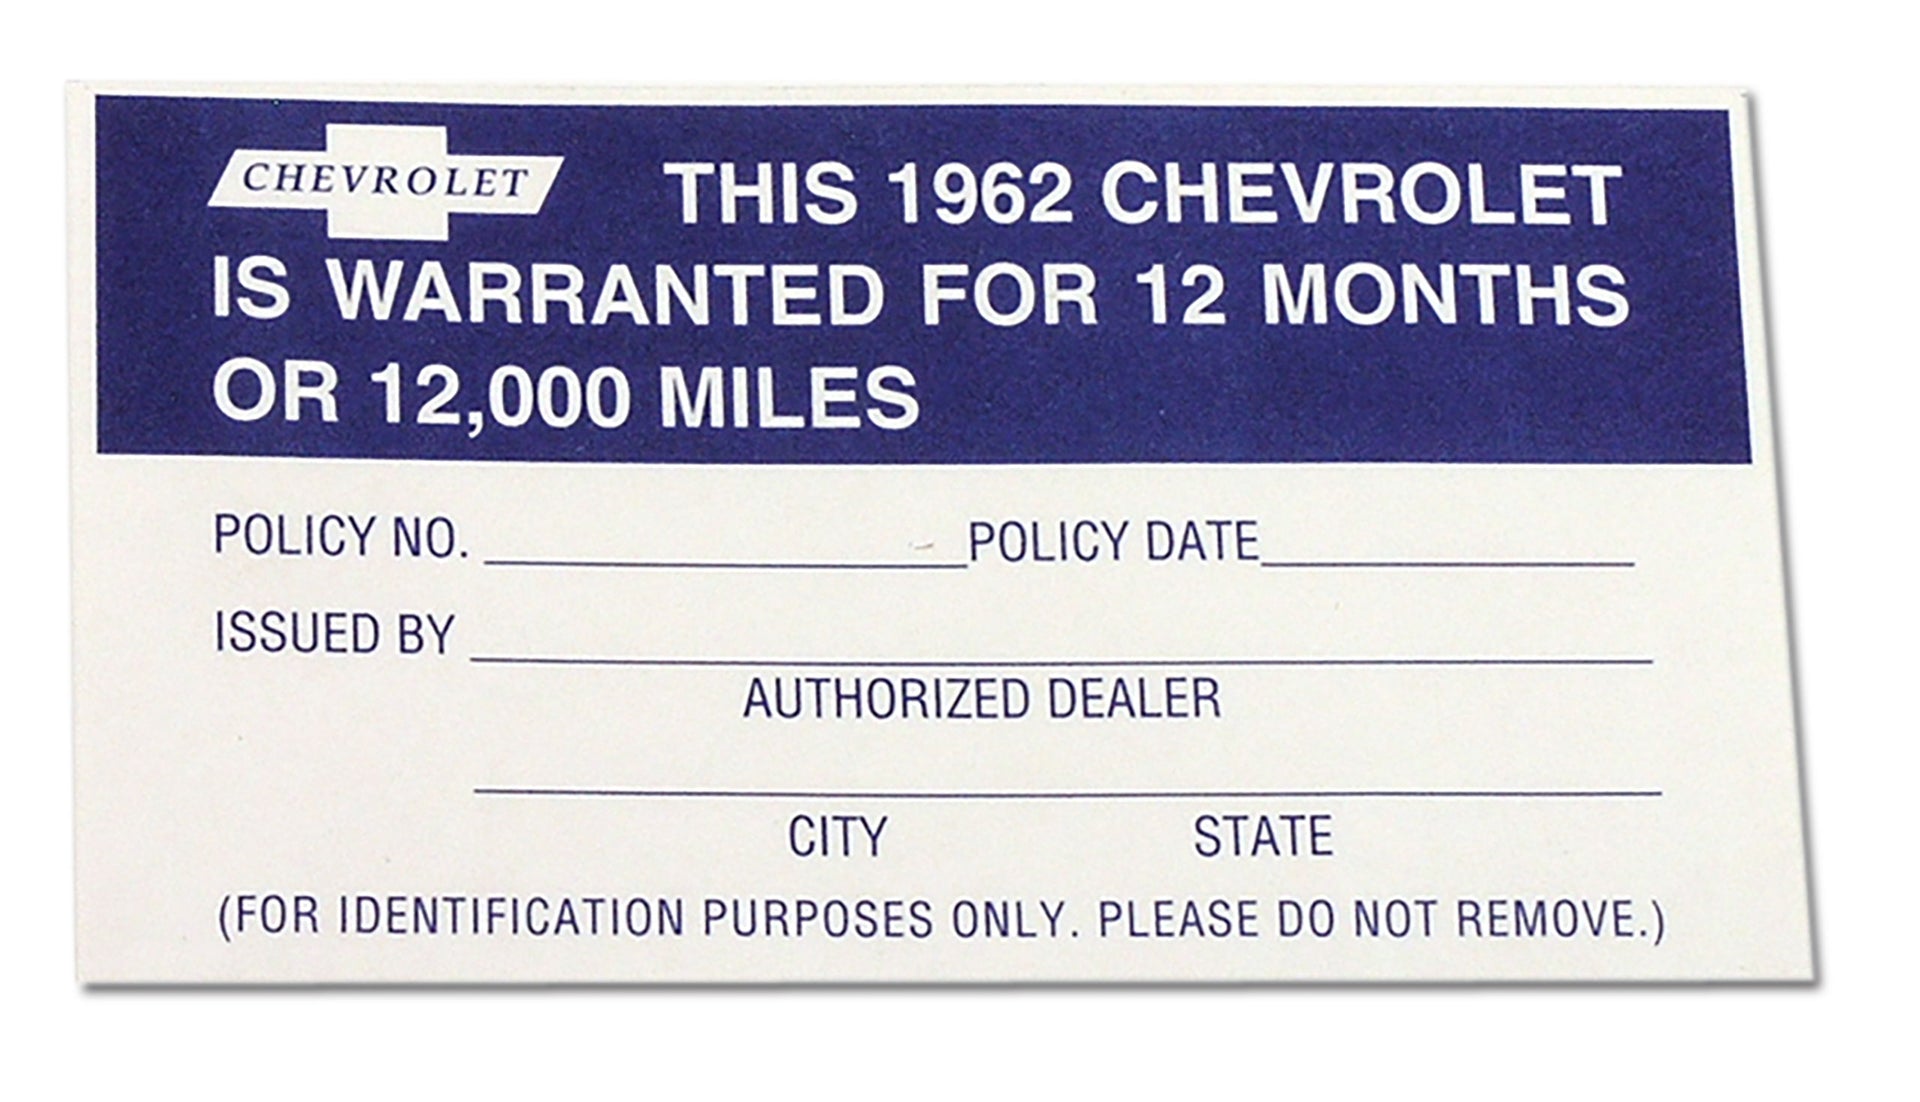 CHEVROLET THIS 1962 CHEVROLET
IS WARRANTED FOR 12 MONTHS
OR 12,000 MILES
POLICY NO. POLICY DATE
ISSUED BY
AUTHORIZED DEALER
CITY STATE
(FOR IDENTIFICATION PURPOSES ONLY. PLEASE DO NOT REMOVE.)